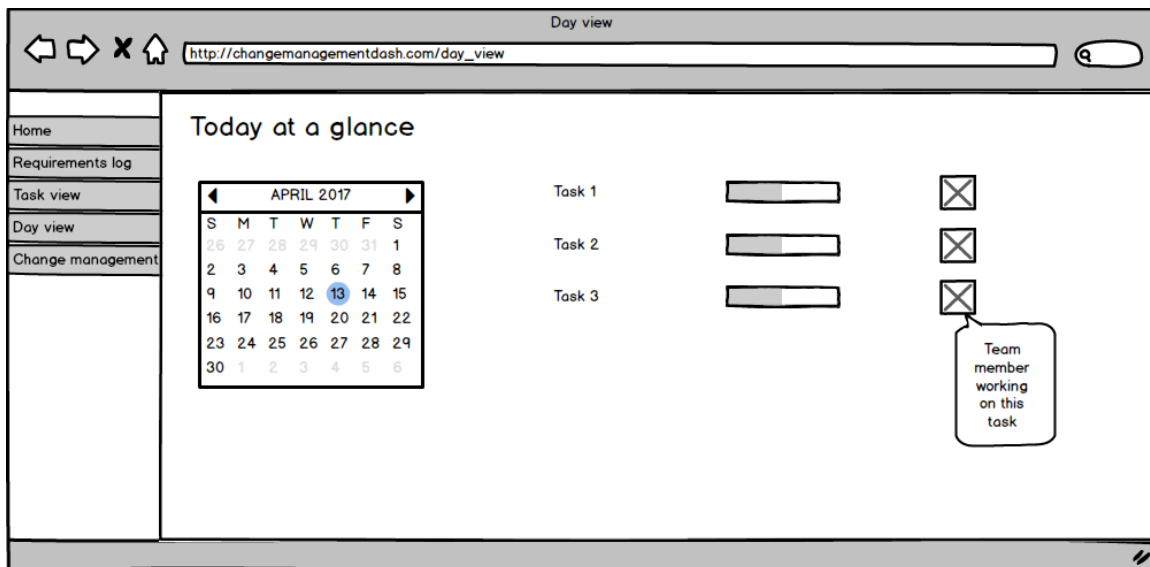 Day view
http://changemanagementdash.com/day_view
Home
Requirements log
Task view
Day view
Change management
Today at a glance
APRIL 2017
S M T W T F S
26 27 28 29 30 31 1
2 3 4 5 6 7 8
9 10 11 12 13 14 15
16 17 18 19 20 21 22
23 24 25 26 27 28 29
30 1 2 3 4 5 6
Task 1
Task 2
Task 3
Team
member
working
on this
task